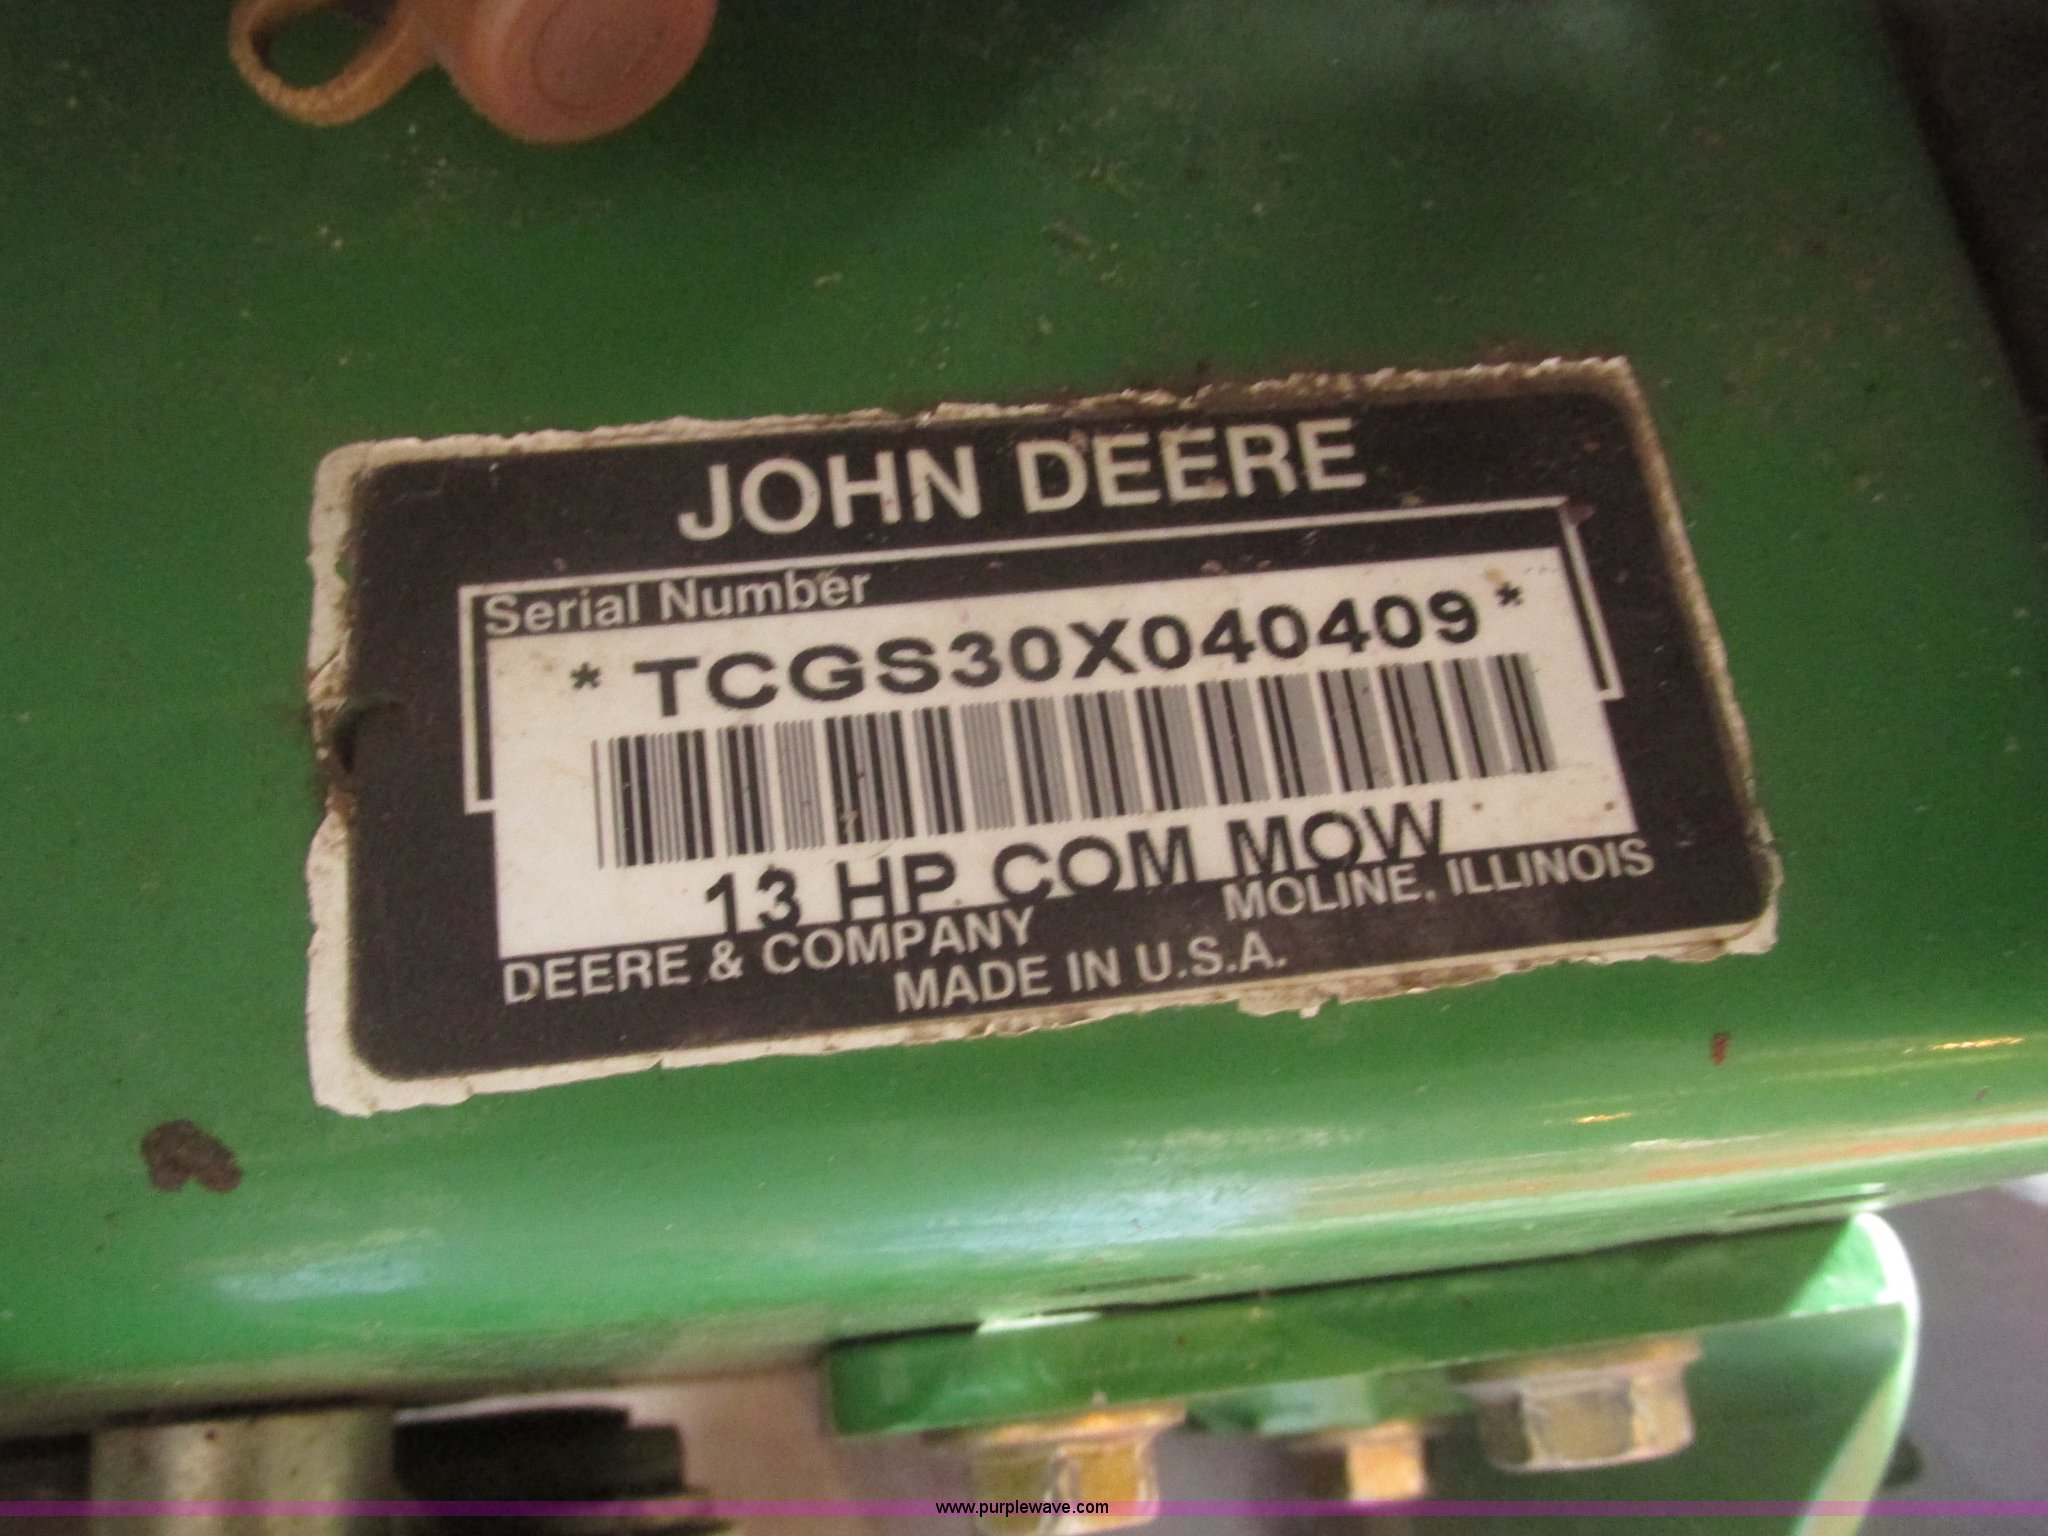 JOHN DEERE
Serial Number
* TCGS30X040409 *
13 HP COM MOW
DEERE & COMPANY MOLINE, ILLINOIS
MADE IN U.S.A.
www.purplewave.com